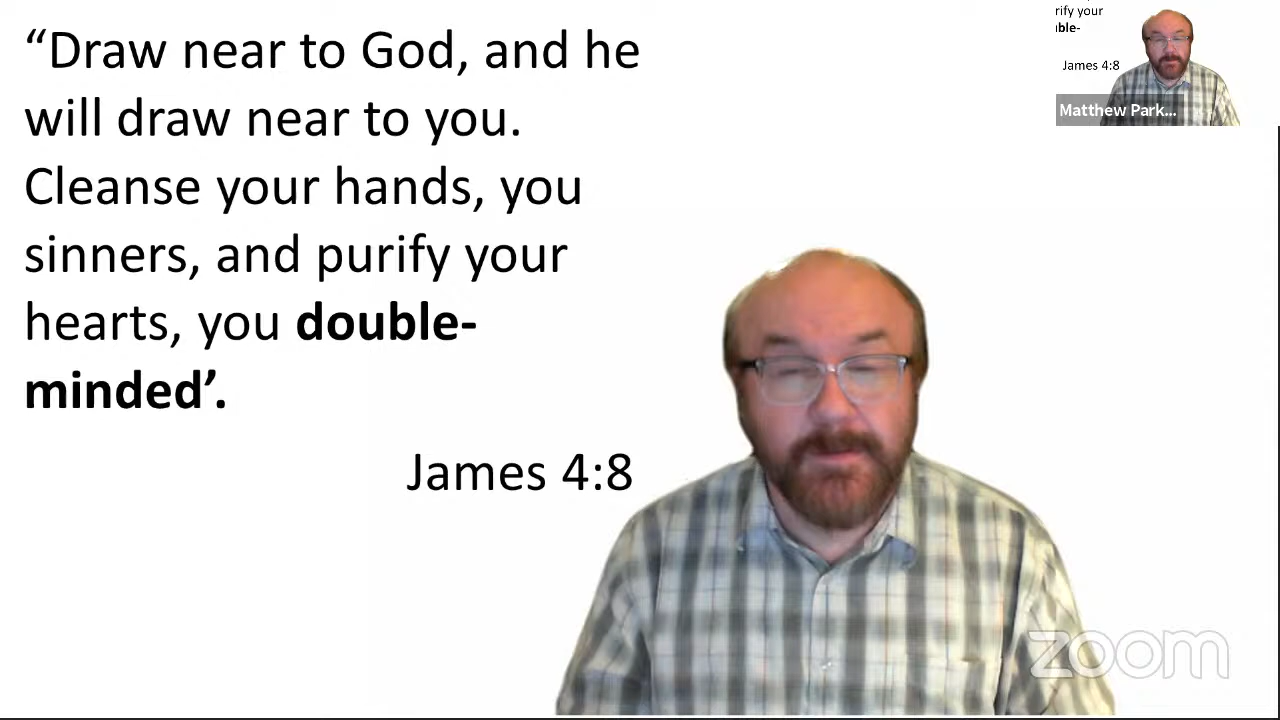 “Draw near to God, and he
will draw near to you.
Cleanse your hands, you
sinners, and purify your
hearts, you double-
minded’.
James 4:8
rify your
ible-
James 4:8
Matthew Park...
zoom